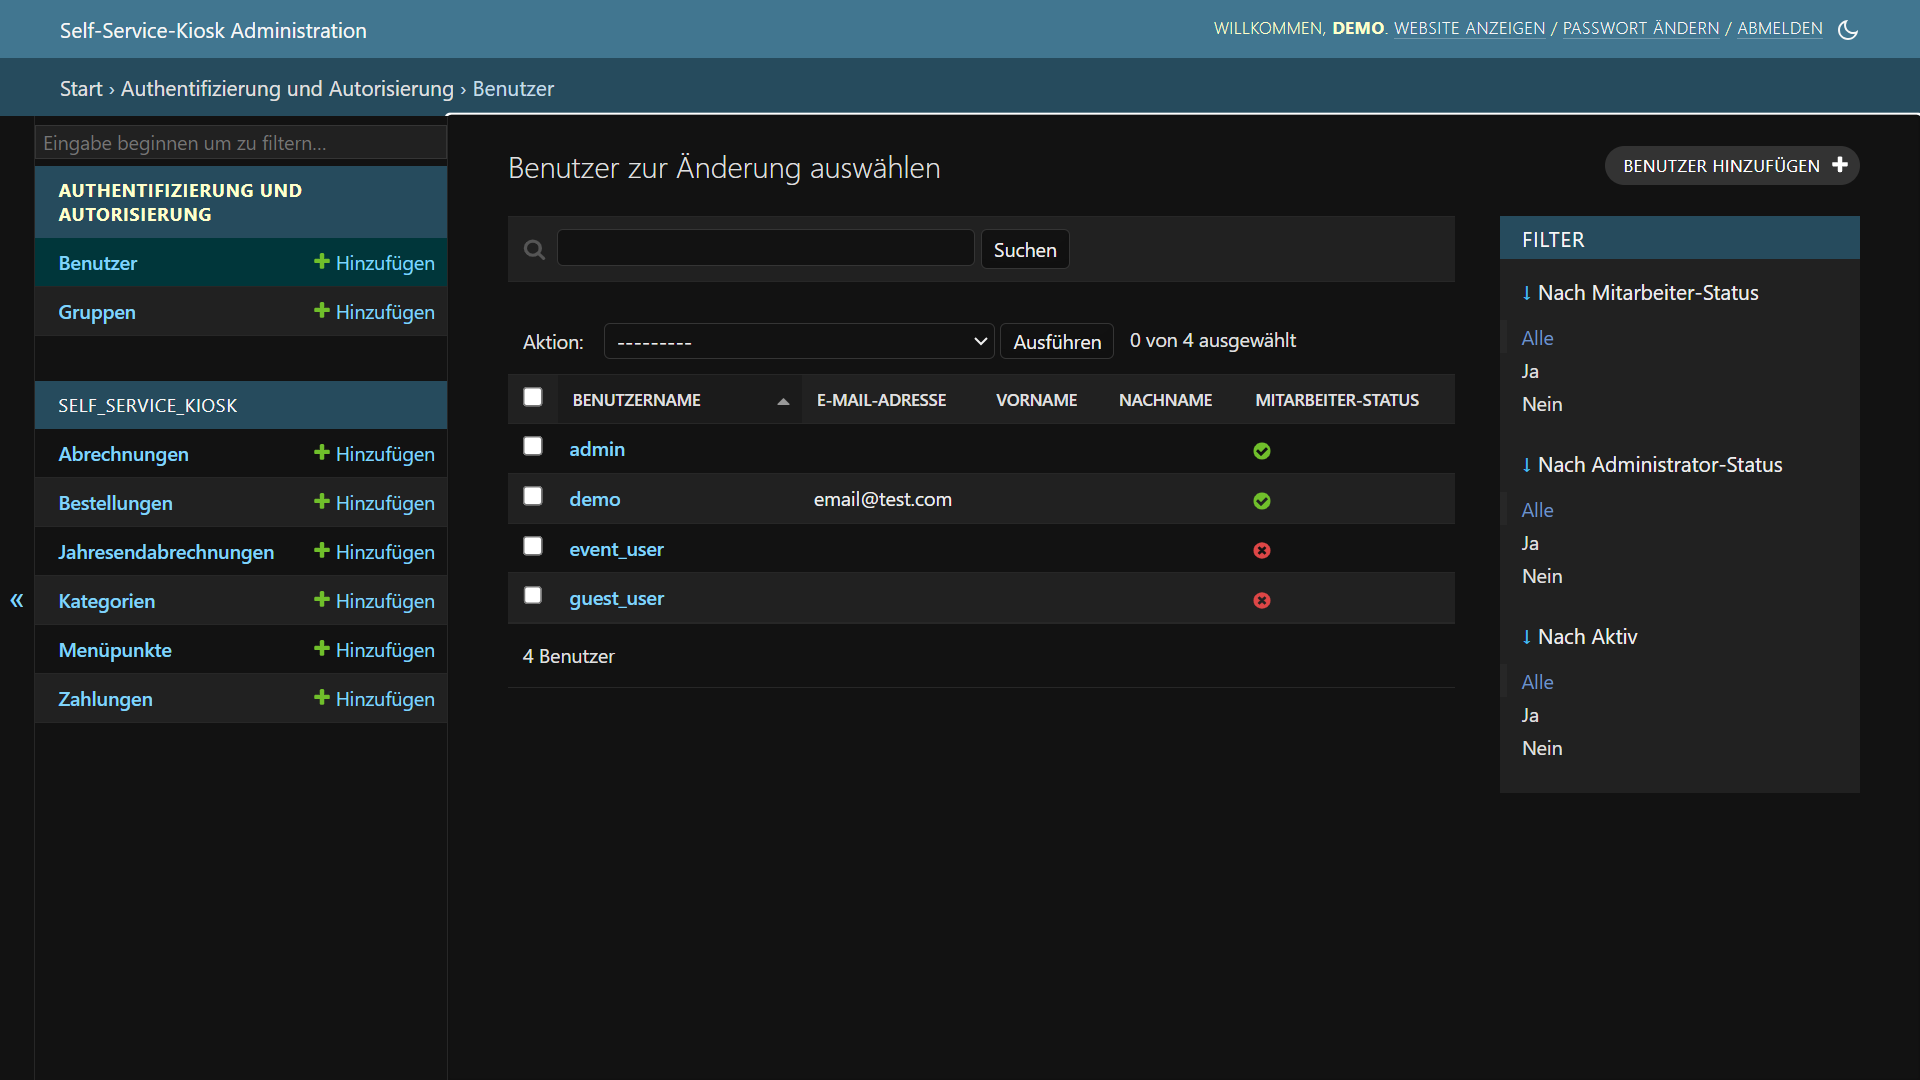 Self-Service-Kiosk Administration
WILLKOMMEN, DEMO. WEBSITE ANZEIGEN / PASSWORT ÄNDERN / ABMELDEN
Start › Authentifizierung und Autorisierung › Benutzer
Eingabe beginnen um zu filtern...
AUTHENTIFIZIERUNG UND
AUTORISIERUNG
Benutzer Hinzufügen
Gruppen Hinzufügen
SELF_SERVICE_KIOSK
Abrechnungen Hinzufügen
Bestellungen Hinzufügen
Jahresendabrechnungen Hinzufügen
Kategorien Hinzufügen
Menüpunkte Hinzufügen
Zahlungen Hinzufügen
«
Benutzer zur Änderung auswählen
BENUTZER HINZUFÜGEN
Suchen
Aktion: --------- Ausführen 0 von 4 ausgewählt
BENUTZERNAME E-MAIL-ADRESSE VORNAME NACHNAME MITARBEITER-STATUS
admin
demo email@test.com
event_user
guest_user
4 Benutzer
FILTER
↓ Nach Mitarbeiter-Status
Alle
Ja
Nein
↓ Nach Administrator-Status
Alle
Ja
Nein
↓ Nach Aktiv
Alle
Ja
Nein